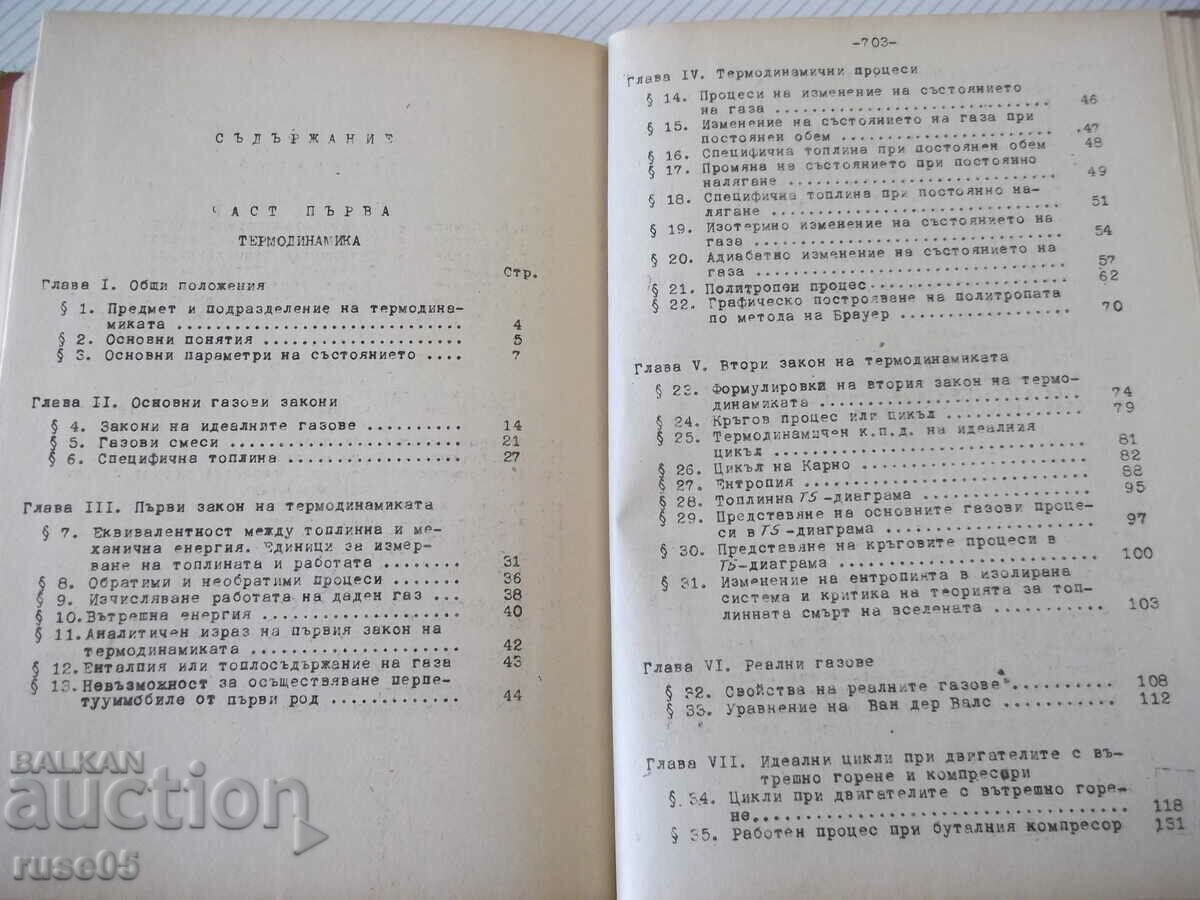 СЪДЪРЖАНИЕ
ЧАСТ ПЪРВА
ТЕРМОДИНАМИКА
Стр.
Глава I. Общи положения
§ 1. Предмет и подразделение на термодина-
миката ............................. 4
§ 2. Основни понятия .................... 5
§ 3. Основни параметри на състоянието .... 7
Глава II. Основни газови закони
§ 4. Закони на идеалните газове .......... 14
§ 5. Газови смеси ........................ 21
§ 6. Специфична топлина .................. 27
Глава III. Първи закон на термодинамиката
§ 7. Еквивалентност между топлинна и ме-
ханична енергия. Единици за измер-
ване на топлината и работата ........ 31
§ 8. Обратими и необратими процеси ...... 36
§ 9. Изчисляване работата на даден газ ... 38
§ 10. Вътрешна енергия .................. 40
§ 11. Аналитичен израз на първия закон на
термодинамиката .................... 42
§ 12. Енталпия или топлосъдържание на газа 43
§ 13. Невъзможност за осъществяване перпе-
тууммобиле от първи род ............. 44
-703-
Глава IV. Термодинамични процеси
§ 14. Процеси на изменение на състоянието
на газа ............................ 46
§ 15. Изменение на състоянието на газа при
постоянен обем ..................... 47
§ 16. Специфична топлина при постоянен обем 48
§ 17. Промяна на състоянието при постоянно
налягане ........................... 49
§ 18. Специфична топлина при постоянно на-
лягане ............................. 51
§ 19. Изотермно изменение на състоянието на
газа ............................... 54
§ 20. Адиабатно изменение на състоянието на
газа ............................... 57
§ 21. Политропен процес .................. 62
§ 22. Графическо построяване на политропата
по метода на Брауер ................. 70
Глава V. Втори закон на термодинамиката
§ 23. Формулировки на втория закон на термо-
динамиката ......................... 74
§ 24. Кръгов процес или цикъл ............ 79
§ 25. Термодинамичен к.п.д. на идеалния
цикъл .............................. 81
§ 26. Цикъл на Карно ..................... 82
§ 27. Ентропия ........................... 88
§ 28. Топлинна TS-диаграма ............... 95
§ 29. Представяне на основните газови проце-
си в TS-диаграма ................... 97
§ 30. Представяне на кръговите процеси в
TS-диаграма ........................ 100
§ 31. Изменение на ентропията в изолирана
система и критика на теорията за топ-
линната смърт на вселената .......... 103
Глава VI. Реални газове
§ 32. Свойства на реалните газове ......... 108
§ 33. Уравнение на Ван дер Валс ........... 112
Глава VII. Идеални цикли при двигателите с вът-
решно горене и компресори
§ 34. Цикли при двигателите с вътрешно горе-
не.................................. 118
§ 35. Работен процес при буталния компресор 131
BALKAN
auction
ruse05